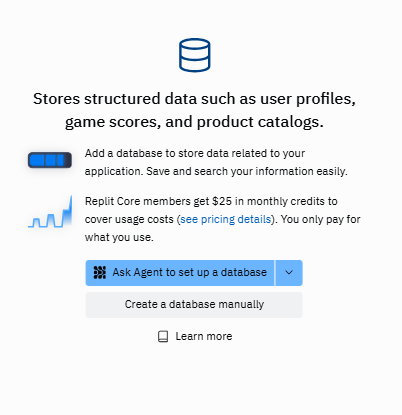 Stores structured data such as user profiles,
game scores, and product catalogs.
Add a database to store data related to your
application. Save and search your information easily.
Replit Core members get $25 in monthly credits to
cover usage costs (see pricing details). You only pay for
what you use.
Ask Agent to set up a database
Create a database manually
Learn more